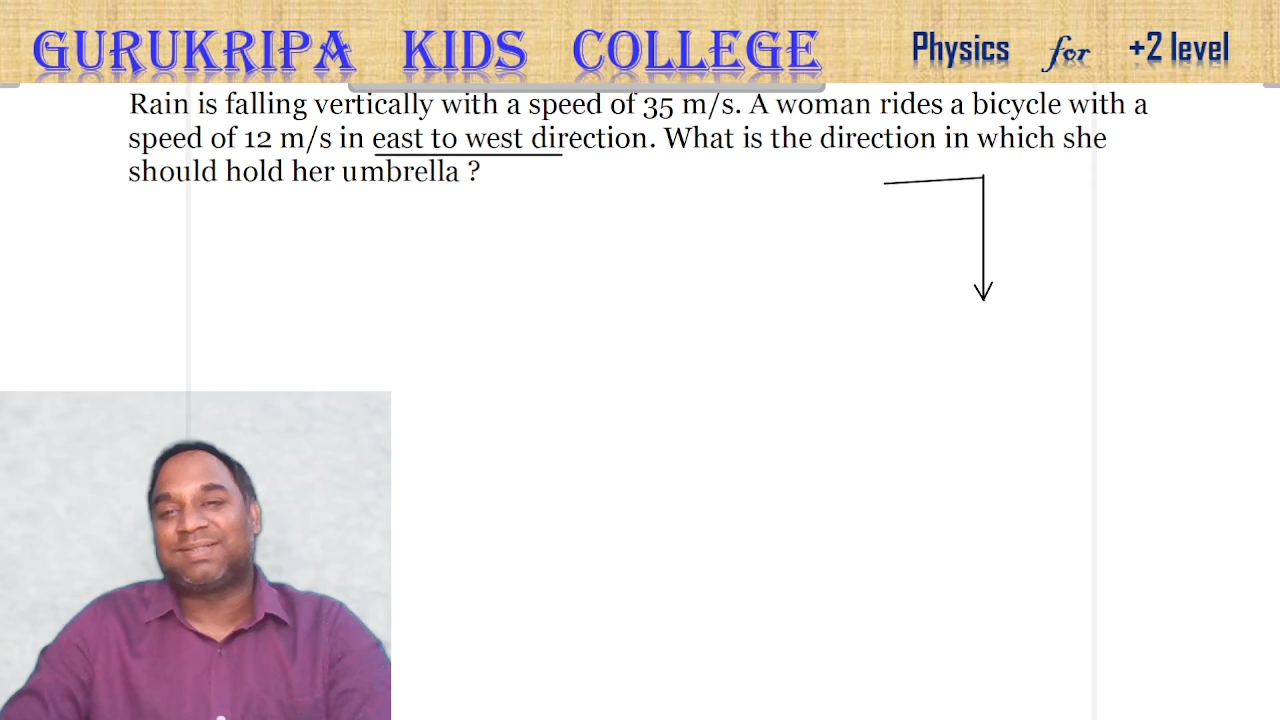 GURUKRIPA KIDS COLLEGE Physics for +2 level
Rain is falling vertically with a speed of 35 m/s. A woman rides a bicycle with a
speed of 12 m/s in east to west direction. What is the direction in which she
should hold her umbrella ?